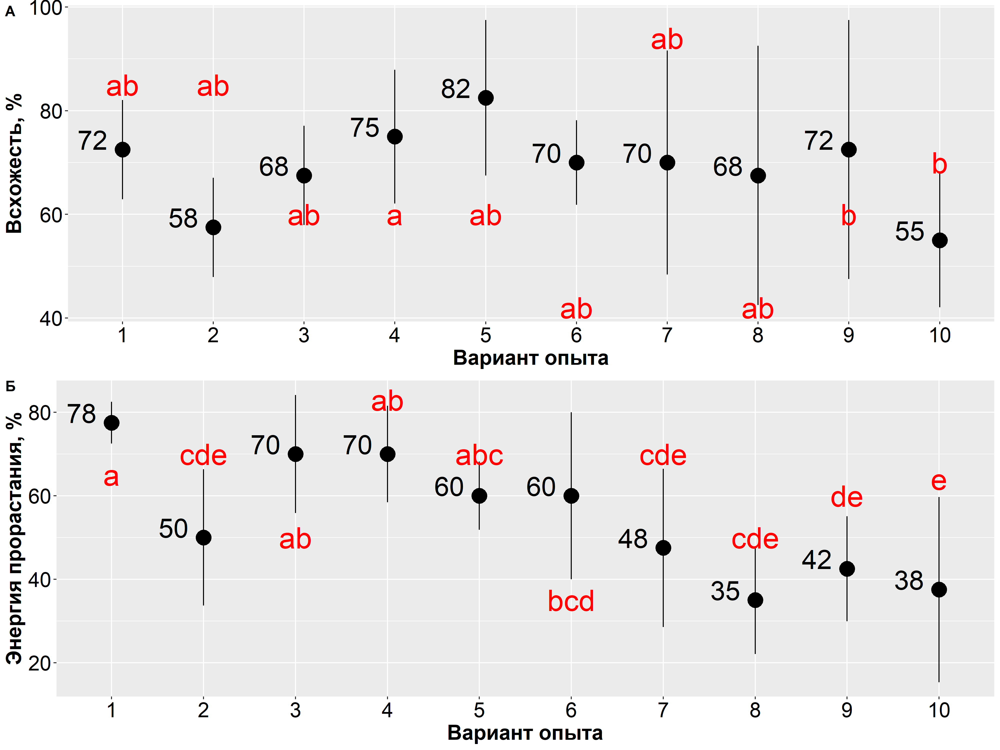 А
Всхожесть, %
100
80
60
40
ab
ab
ab
a
ab
ab
ab
ab
b
b
72
58
68
75
82
70
70
68
72
55
1 2 3 4 5 6 7 8 9 10
Вариант опыта
Б
Энергия прорастания, %
80
60
40
20
a
cde
ab
ab
abc
bcd
cde
cde
de
e
78
50
70
70
60
60
48
35
42
38
1 2 3 4 5 6 7 8 9 10
Вариант опыта